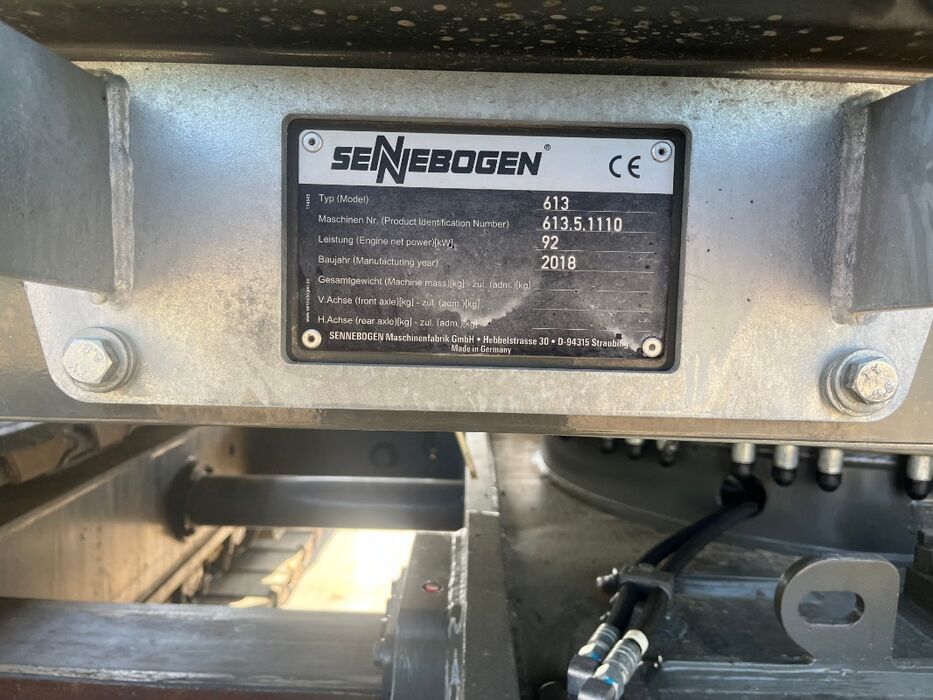 SENNEBOGEN® CE
Typ (Model) 613
Maschinen Nr. (Product Identification Number) 613.5.1110
Leistung (Engine net power)[kW] 92
Baujahr (Manufacturing year) 2018
Gesamtgewicht (Machine mass)[kg] - zul. (adm.)[kg]
V.Achse (front axle)[kg] - zul. (adm.)[kg]
H.Achse (rear axle)[kg] - zul. (adm.)[kg]
SENNEBOGEN Maschinenfabrik GmbH • Hebbelstrasse 30 • D-94315 Straubing
Made in Germany